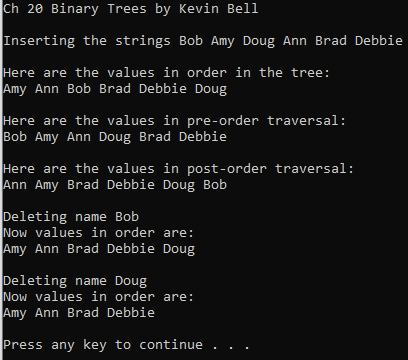 Ch 20 Binary Trees by Kevin Bell
Inserting the strings Bob Amy Doug Ann Brad Debbie
Here are the values in order in the tree:
Amy Ann Bob Brad Debbie Doug
Here are the values in pre-order traversal:
Bob Amy Ann Doug Brad Debbie
Here are the values in post-order traversal:
Ann Amy Brad Debbie Doug Bob
Deleting name Bob
Now values in order are:
Amy Ann Brad Debbie Doug
Deleting name Doug
Now values in order are:
Amy Ann Brad Debbie
Press any key to continue . . .